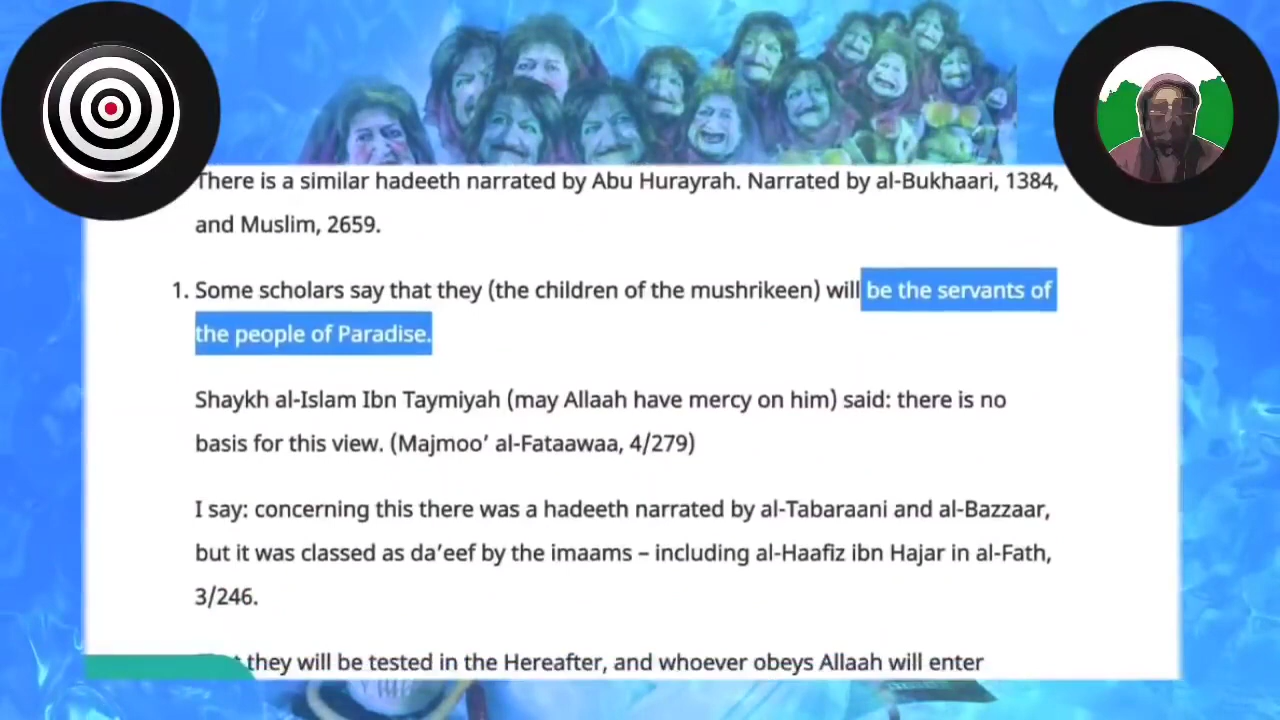 There is a similar hadeeth narrated by Abu Hurayrah. Narrated by al-Bukhaari, 1384,
and Muslim, 2659.
1. Some scholars say that they (the children of the mushrikeen) will be the servants of
the people of Paradise.
Shaykh al-Islam Ibn Taymiyah (may Allaah have mercy on him) said: there is no
basis for this view. (Majmoo’ al-Fataawaa, 4/279)
I say: concerning this there was a hadeeth narrated by al-Tabaraani and al-Bazzaar,
but it was classed as da’eef by the imaams – including al-Haafiz ibn Hajar in al-Fath,
3/246.
they will be tested in the Hereafter, and whoever obeys Allaah will enter